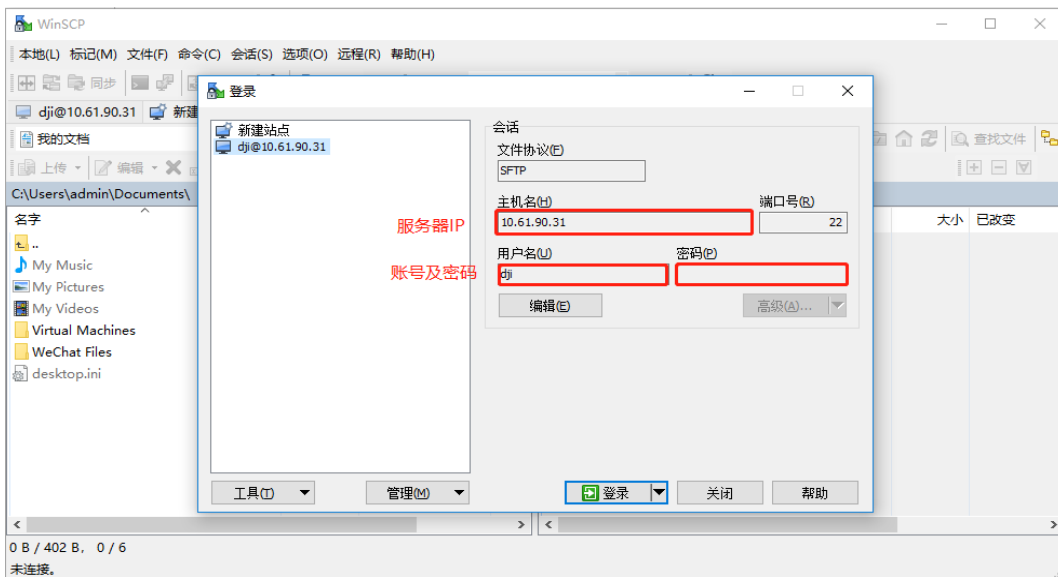 WinSCP
本地(L) 标记(M) 文件(F) 命令(C) 会话(S) 选项(O) 远程(R) 帮助(H)
同步
dji@10.61.90.31 新建
我的文档 查找文件
上传 编辑
C:\Users\admin\Documents\
名字 大小 已改变
..
My Music
My Pictures
My Videos
Virtual Machines
WeChat Files
desktop.ini
登录
新建站点
dji@10.61.90.31
会话
文件协议(F)
SFTP
主机名(H) 端口号(R)
服务器IP 10.61.90.31 22
用户名(U) 密码(P)
账号及密码 dji
编辑(E) 高级(A)...
工具(T) 管理(M) 登录 关闭 帮助
0 B / 402 B, 0 / 6
未连接。